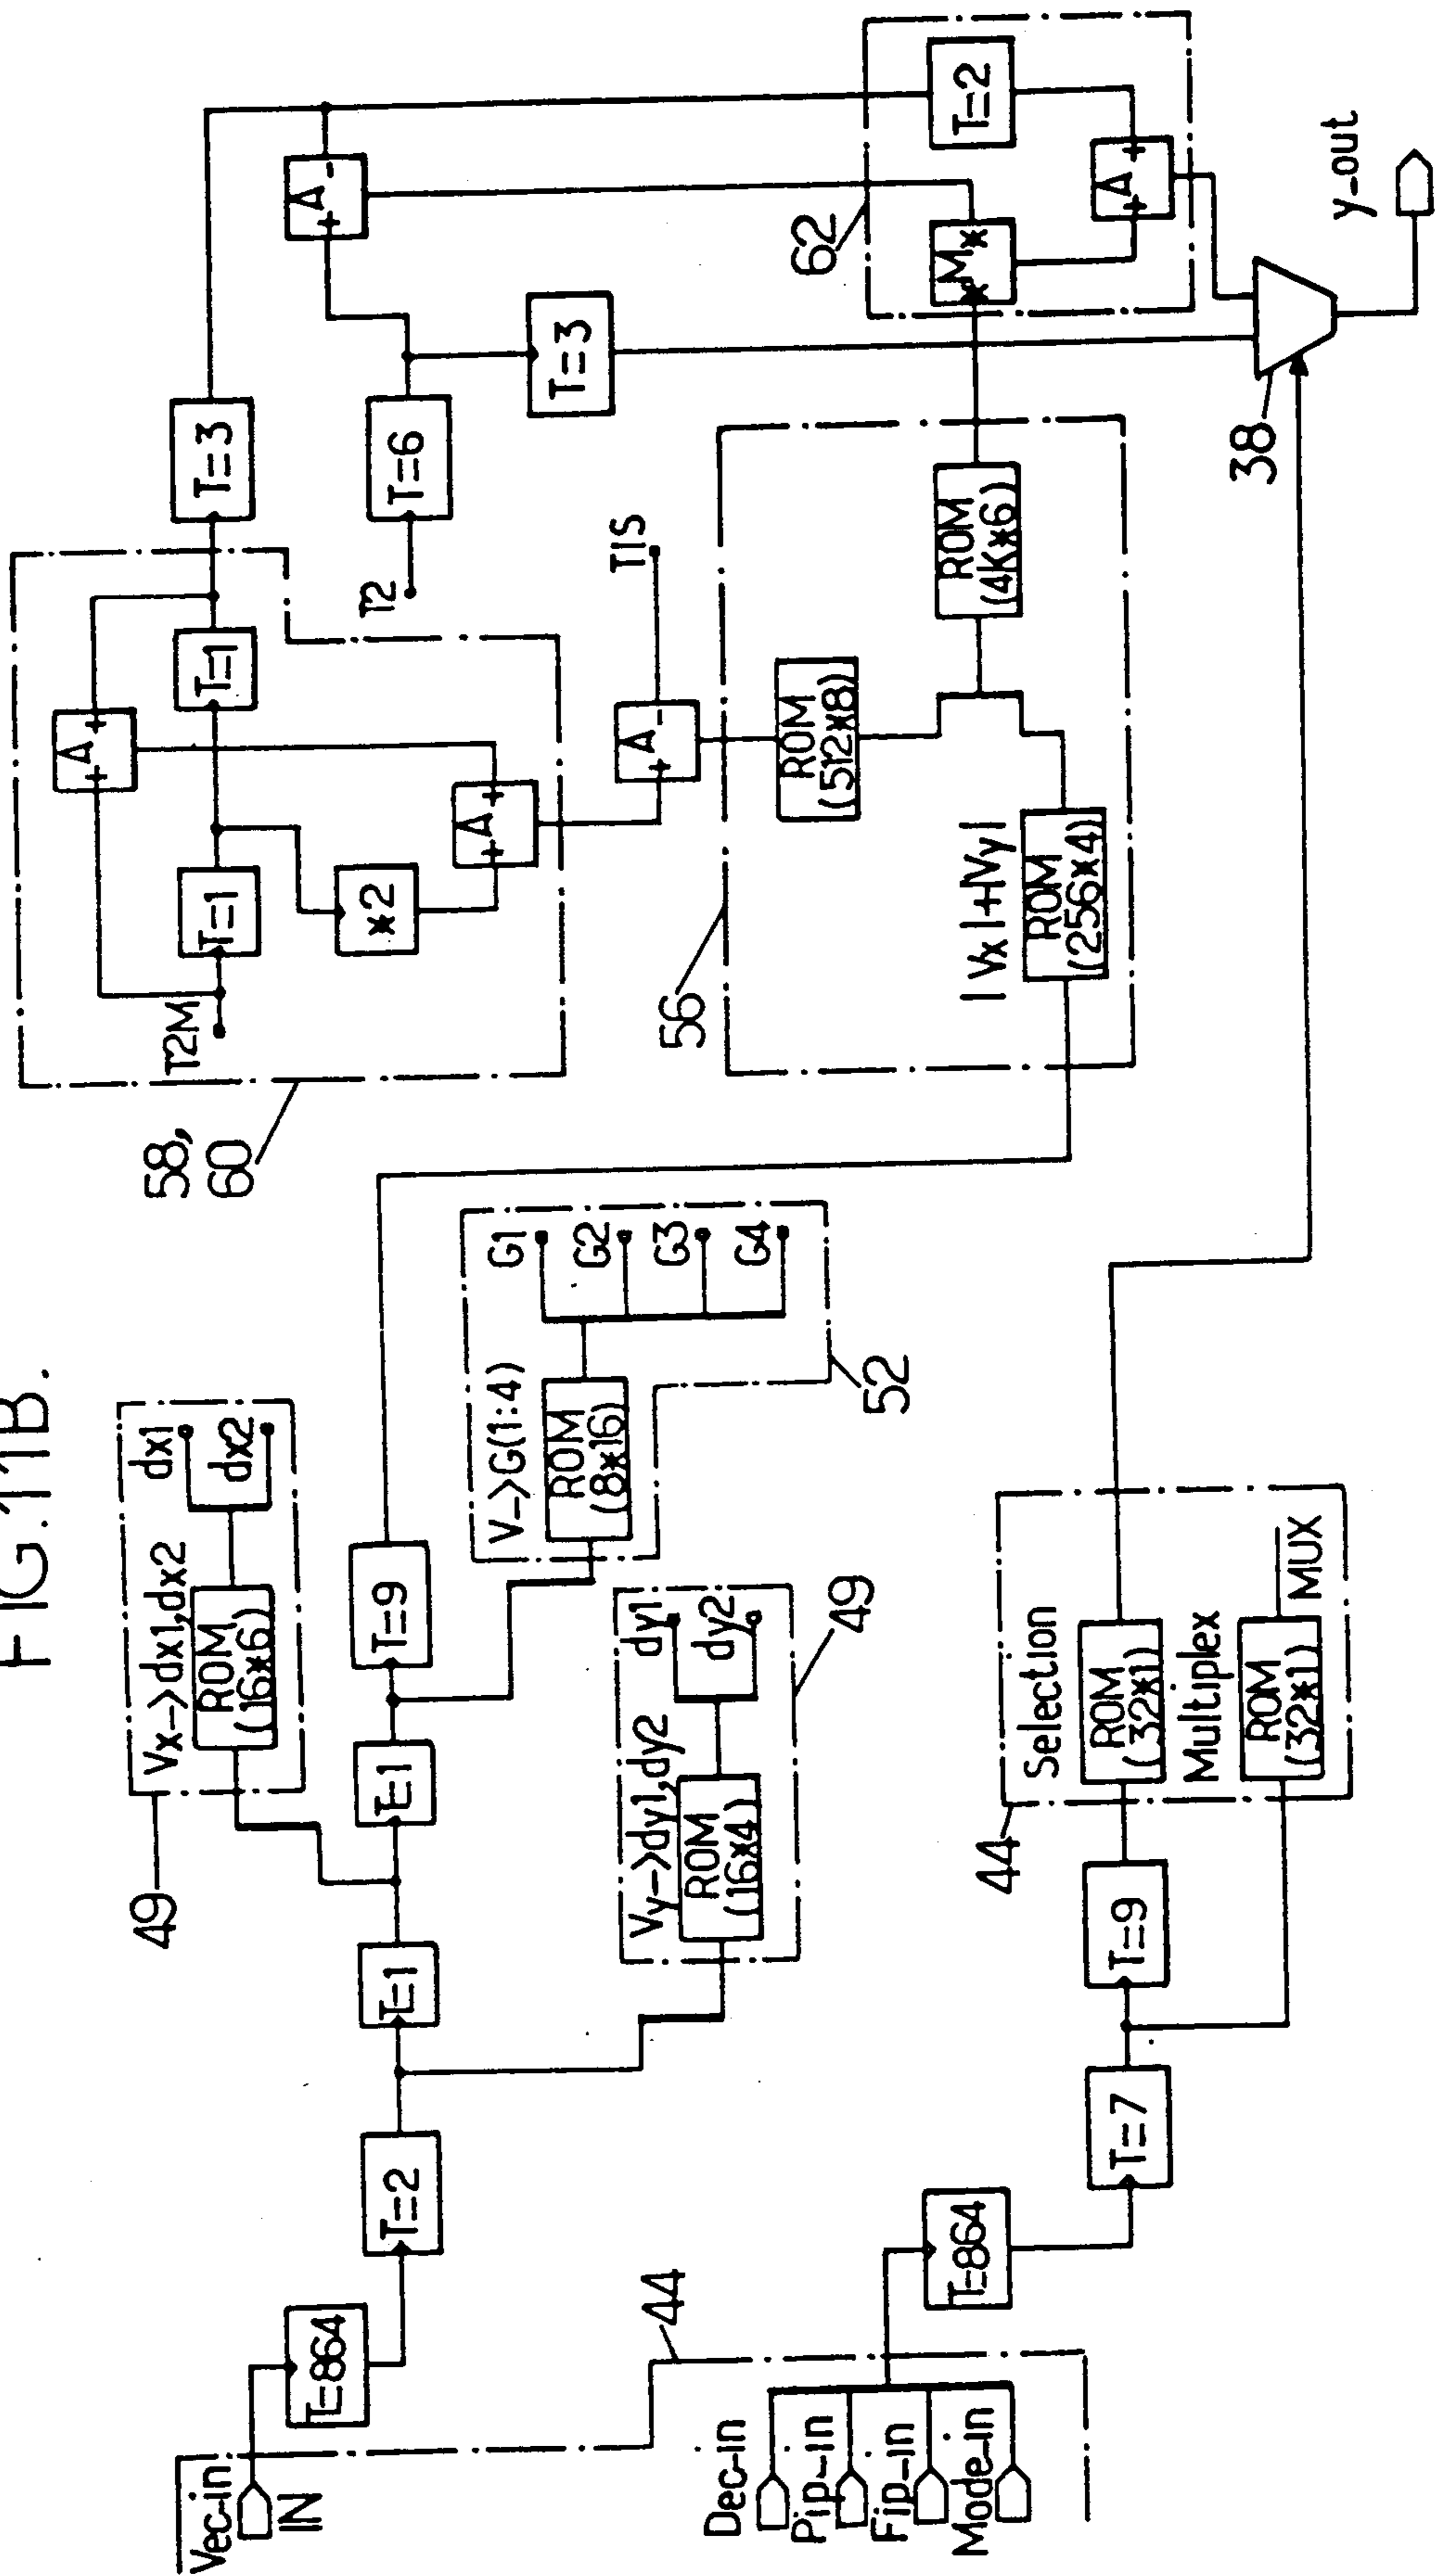 FIG.11B.
Vec-in
IN
T=864
T=2
T=1
T=1
T=9
49
Vx->dx1,dx2
ROM
(16*6)
dx1
dx2
Vy->dy1,dy2
ROM
(16*4)
dy1
dy2
49
V->G(1:4)
ROM
(8*16)
G1
G2
G3
G4
52
58,
60
T2M
T=1
T=1
A
+
+
*2
A
+
+
T=3
T2
T=6
A
+
-
T=3
A
+
-
T1S
56
ROM
(512*8)
|Vx|+|Vy|
ROM
(256*4)
ROM
(4K*6)
62
M
*
*
T=2
A
+
+
38
y-out
44
Dec-in
Pip-in
Fip-in
Mode-in
T=864
T=7
T=9
44
Selection
ROM
(32*1)
Multiplex
ROM
(32*1)
MUX